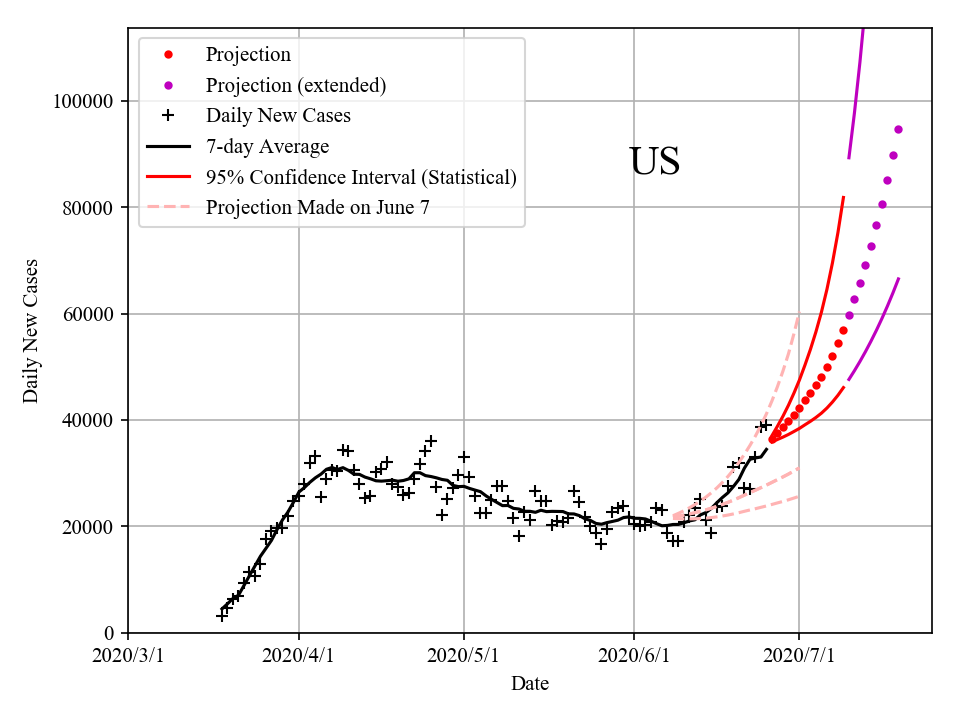 Projection
Projection (extended)
Daily New Cases
7-day Average
95% Confidence Interval (Statistical)
Projection Made on June 7
US
100000
80000
60000
40000
20000
0
Daily New Cases
2020/3/1 2020/4/1 2020/5/1 2020/6/1 2020/7/1
Date